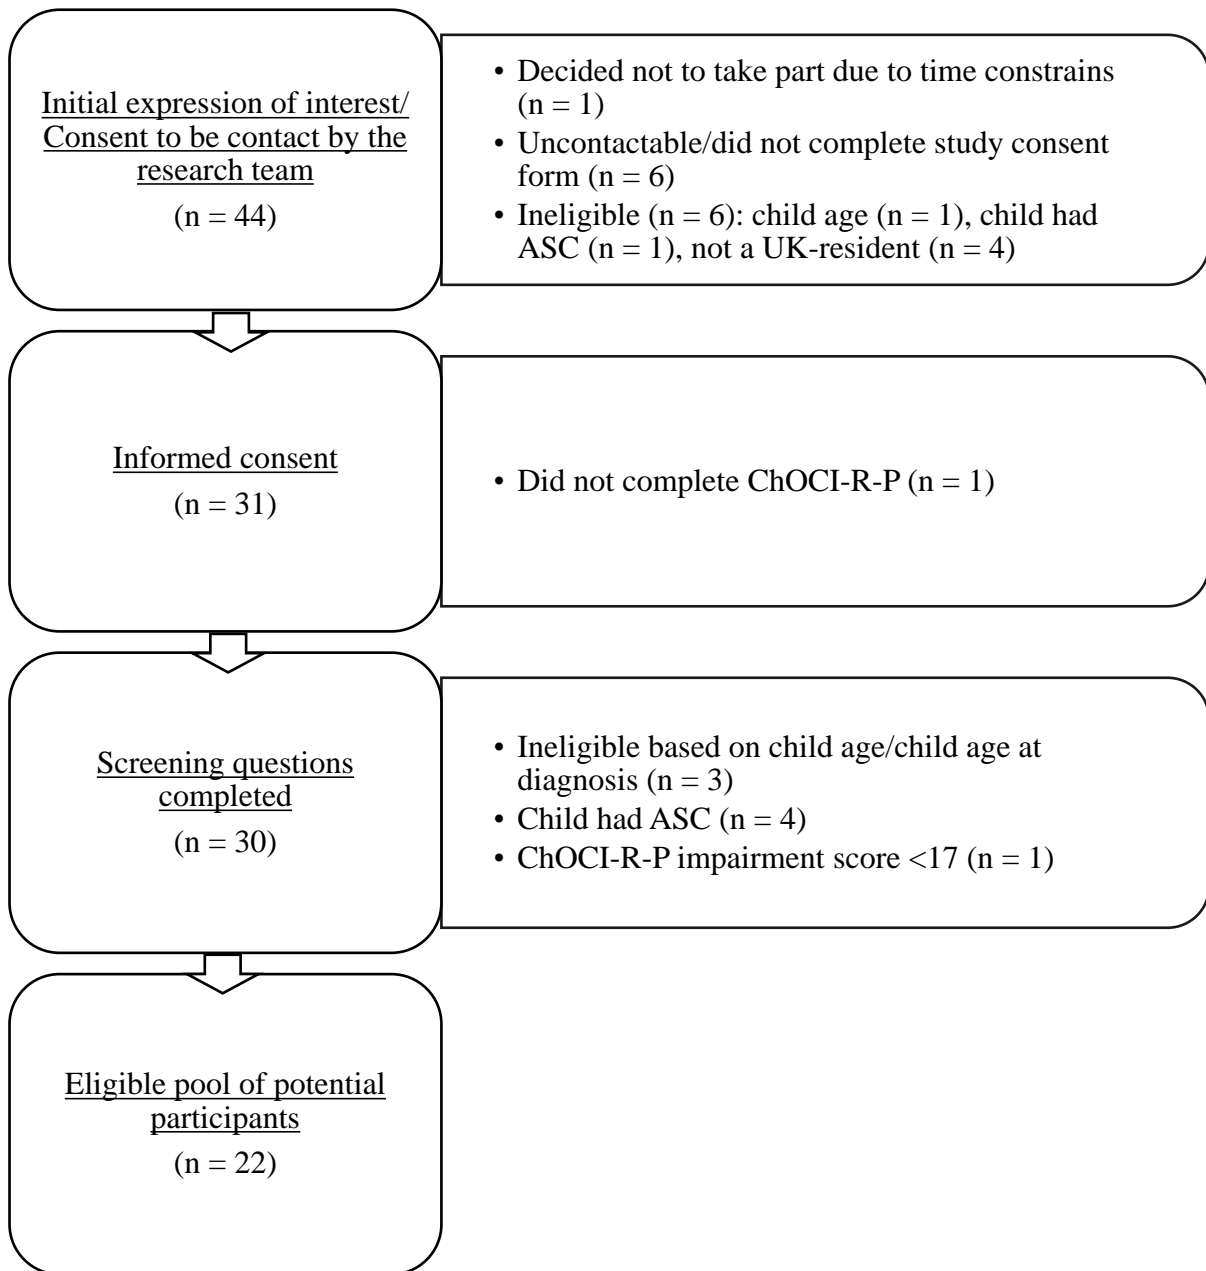 Initial expression of interest/
Consent to be contact by the
research team
(n = 44)
• Decided not to take part due to time constrains
(n = 1)
• Uncontactable/did not complete study consent
form (n = 6)
• Ineligible (n = 6): child age (n = 1), child had
ASC (n = 1), not a UK-resident (n = 4)
Informed consent
(n = 31)
• Did not complete ChOCI-R-P (n = 1)
Screening questions
completed
(n = 30)
• Ineligible based on child age/child age at
diagnosis (n = 3)
• Child had ASC (n = 4)
• ChOCI-R-P impairment score <17 (n = 1)
Eligible pool of potential
participants
(n = 22)